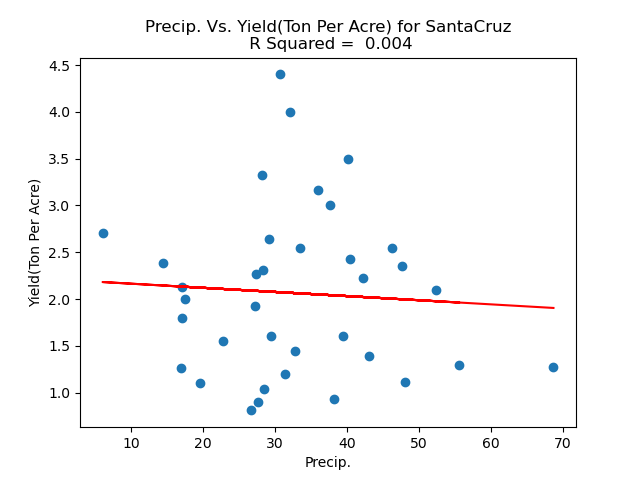 Precip. Vs. Yield(Ton Per Acre) for SantaCruz
R Squared =  0.004
4.5
4.0
3.5
3.0
2.5
2.0
1.5
1.0
Yield(Ton Per Acre)
10 20 30 40 50 60 70
Precip.